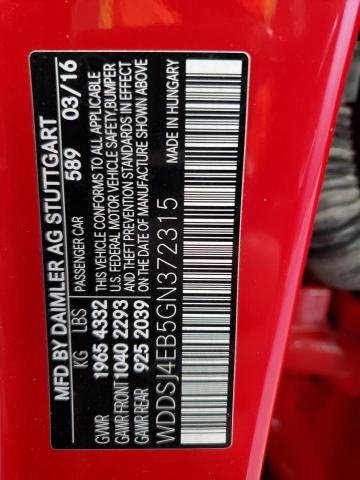 MFD BY DAIMLER AG STUTTGART
PASSENGER CAR 589 03/16
KG LBS
GVWR 1965 4332
GAWR FRONT 1040 2293
GAWR REAR 925 2039
THIS VEHICLE CONFORMS TO ALL APPLICABLE
U.S. FEDERAL MOTOR VEHICLE SAFETY, BUMPER
AND THEFT PREVENTION STANDARDS IN EFFECT
ON THE DATE OF MANUFACTURE SHOWN ABOVE
WDDSJ4EB5GN372315 MADE IN HUNGARY